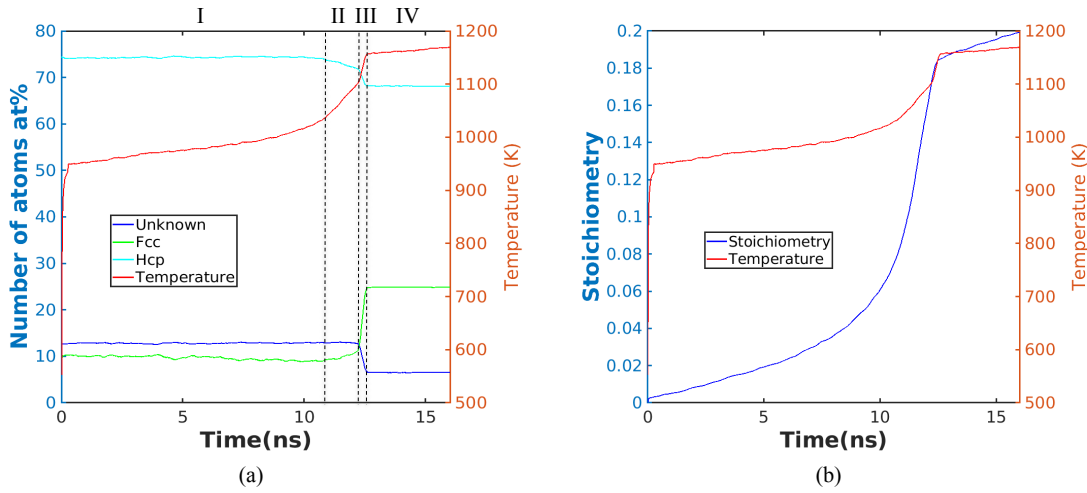 I II III IV
80
70
60
50
40
30
20
10
0
Number of atoms at%
1200
1100
1000
900
800
700
600
500
Temperature (K)
Unknown
Fcc
Hcp
Temperature
0 5 10 15
Time(ns)
(a)
0.2
0.18
0.16
0.14
0.12
0.1
0.08
0.06
0.04
0.02
0
Stoichiometry
1200
1100
1000
900
800
700
600
500
Temperature (K)
Stoichiometry
Temperature
0 5 10 15
Time(ns)
(b)